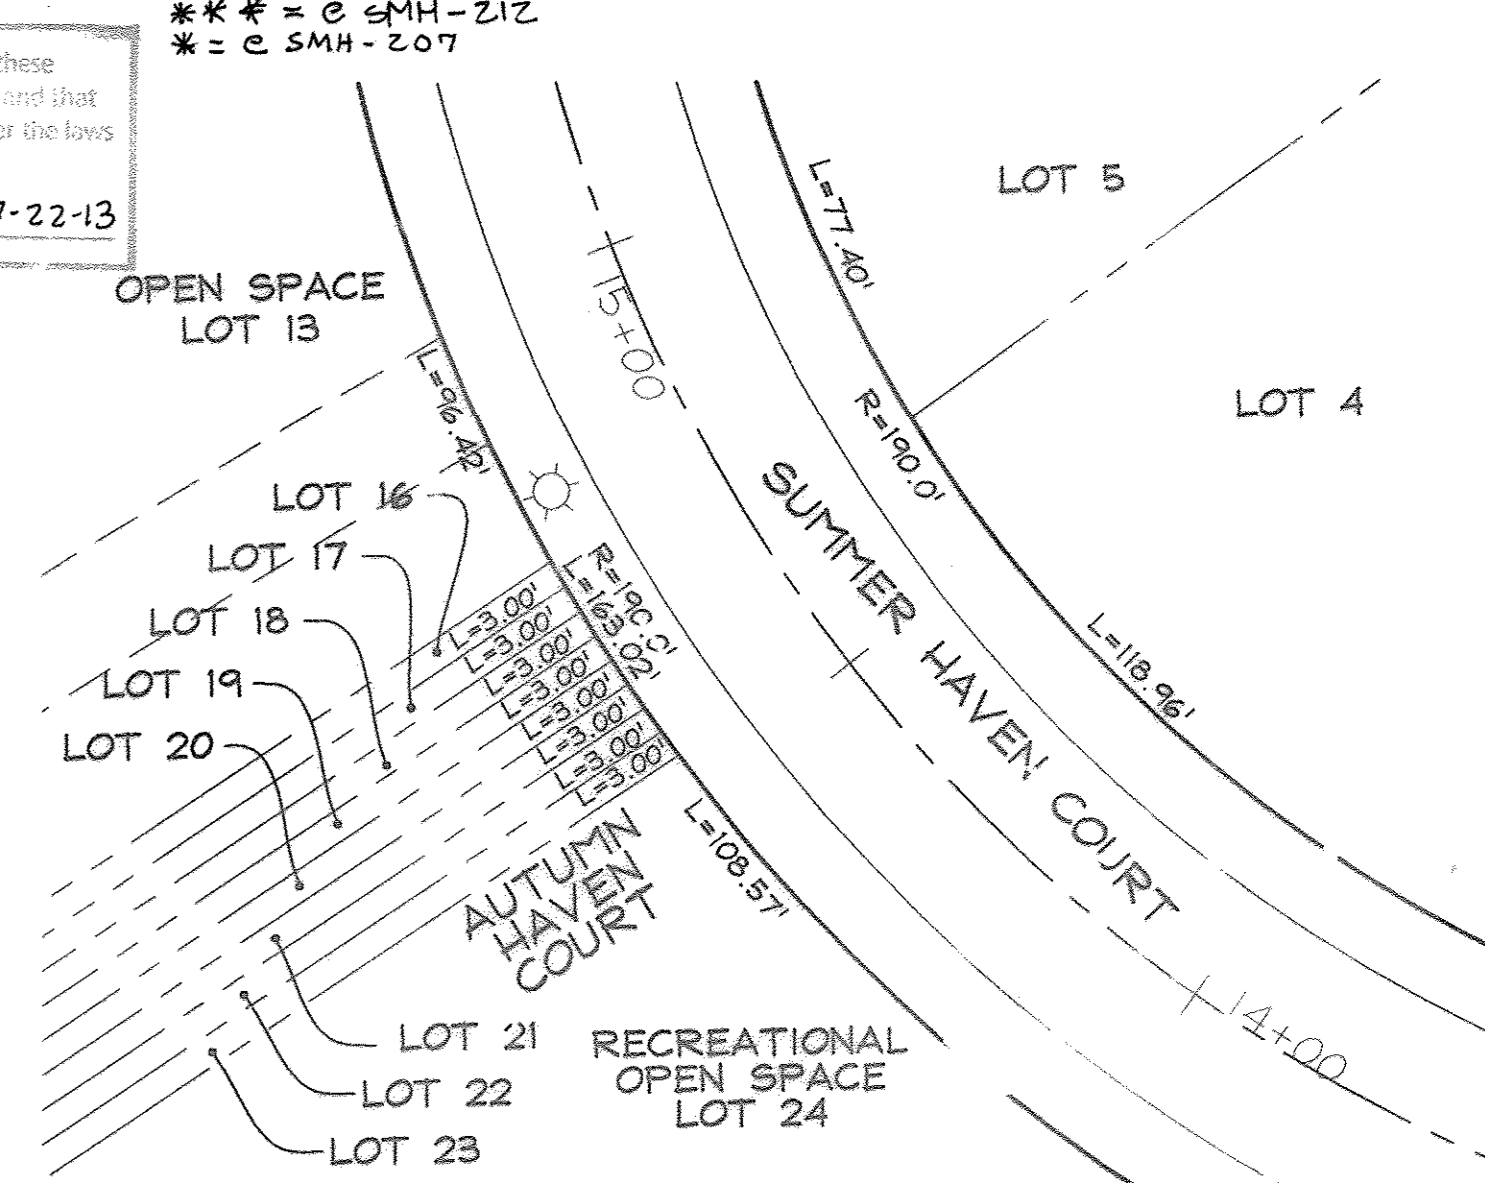 *** = @ SMH-212
* = @ SMH-207
these
and that
or the laws
7-22-13
OPEN SPACE
LOT 13
L=96.42'
LOT 16
LOT 17
LOT 18
LOT 19
LOT 20
L=3.00'
L=3.00'
L=3.00'
L=3.00'
L=3.00'
L=3.00'
L=3.00'
L=3.00'
R=190.0'
L=163.02'
AUTUMN
HAVEN
COURT
L=108.57'
LOT 21
LOT 22
LOT 23
RECREATIONAL
OPEN SPACE
LOT 24
15+00
SUMMER HAVEN COURT
14+00
L=77.40'
R=190.0'
L=118.96'
LOT 5
LOT 4